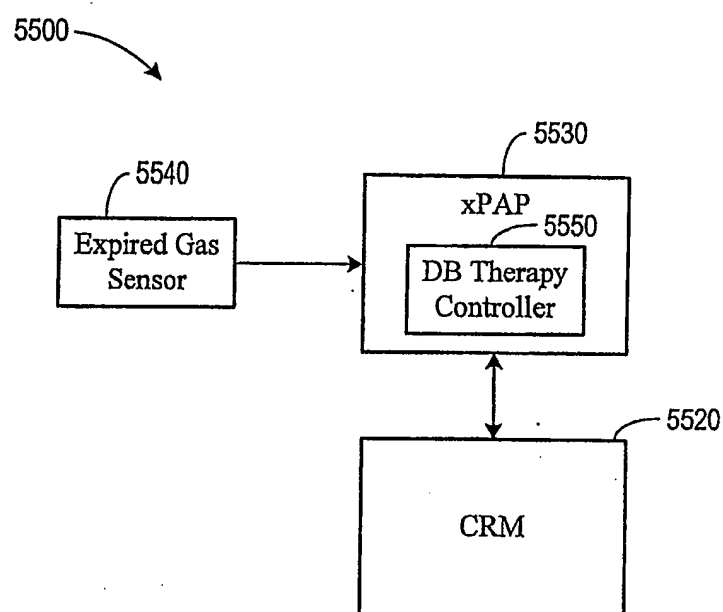 5500
5530
5540
xPAP
5550
Expired Gas
Sensor
DB Therapy
Controller
5520
CRM